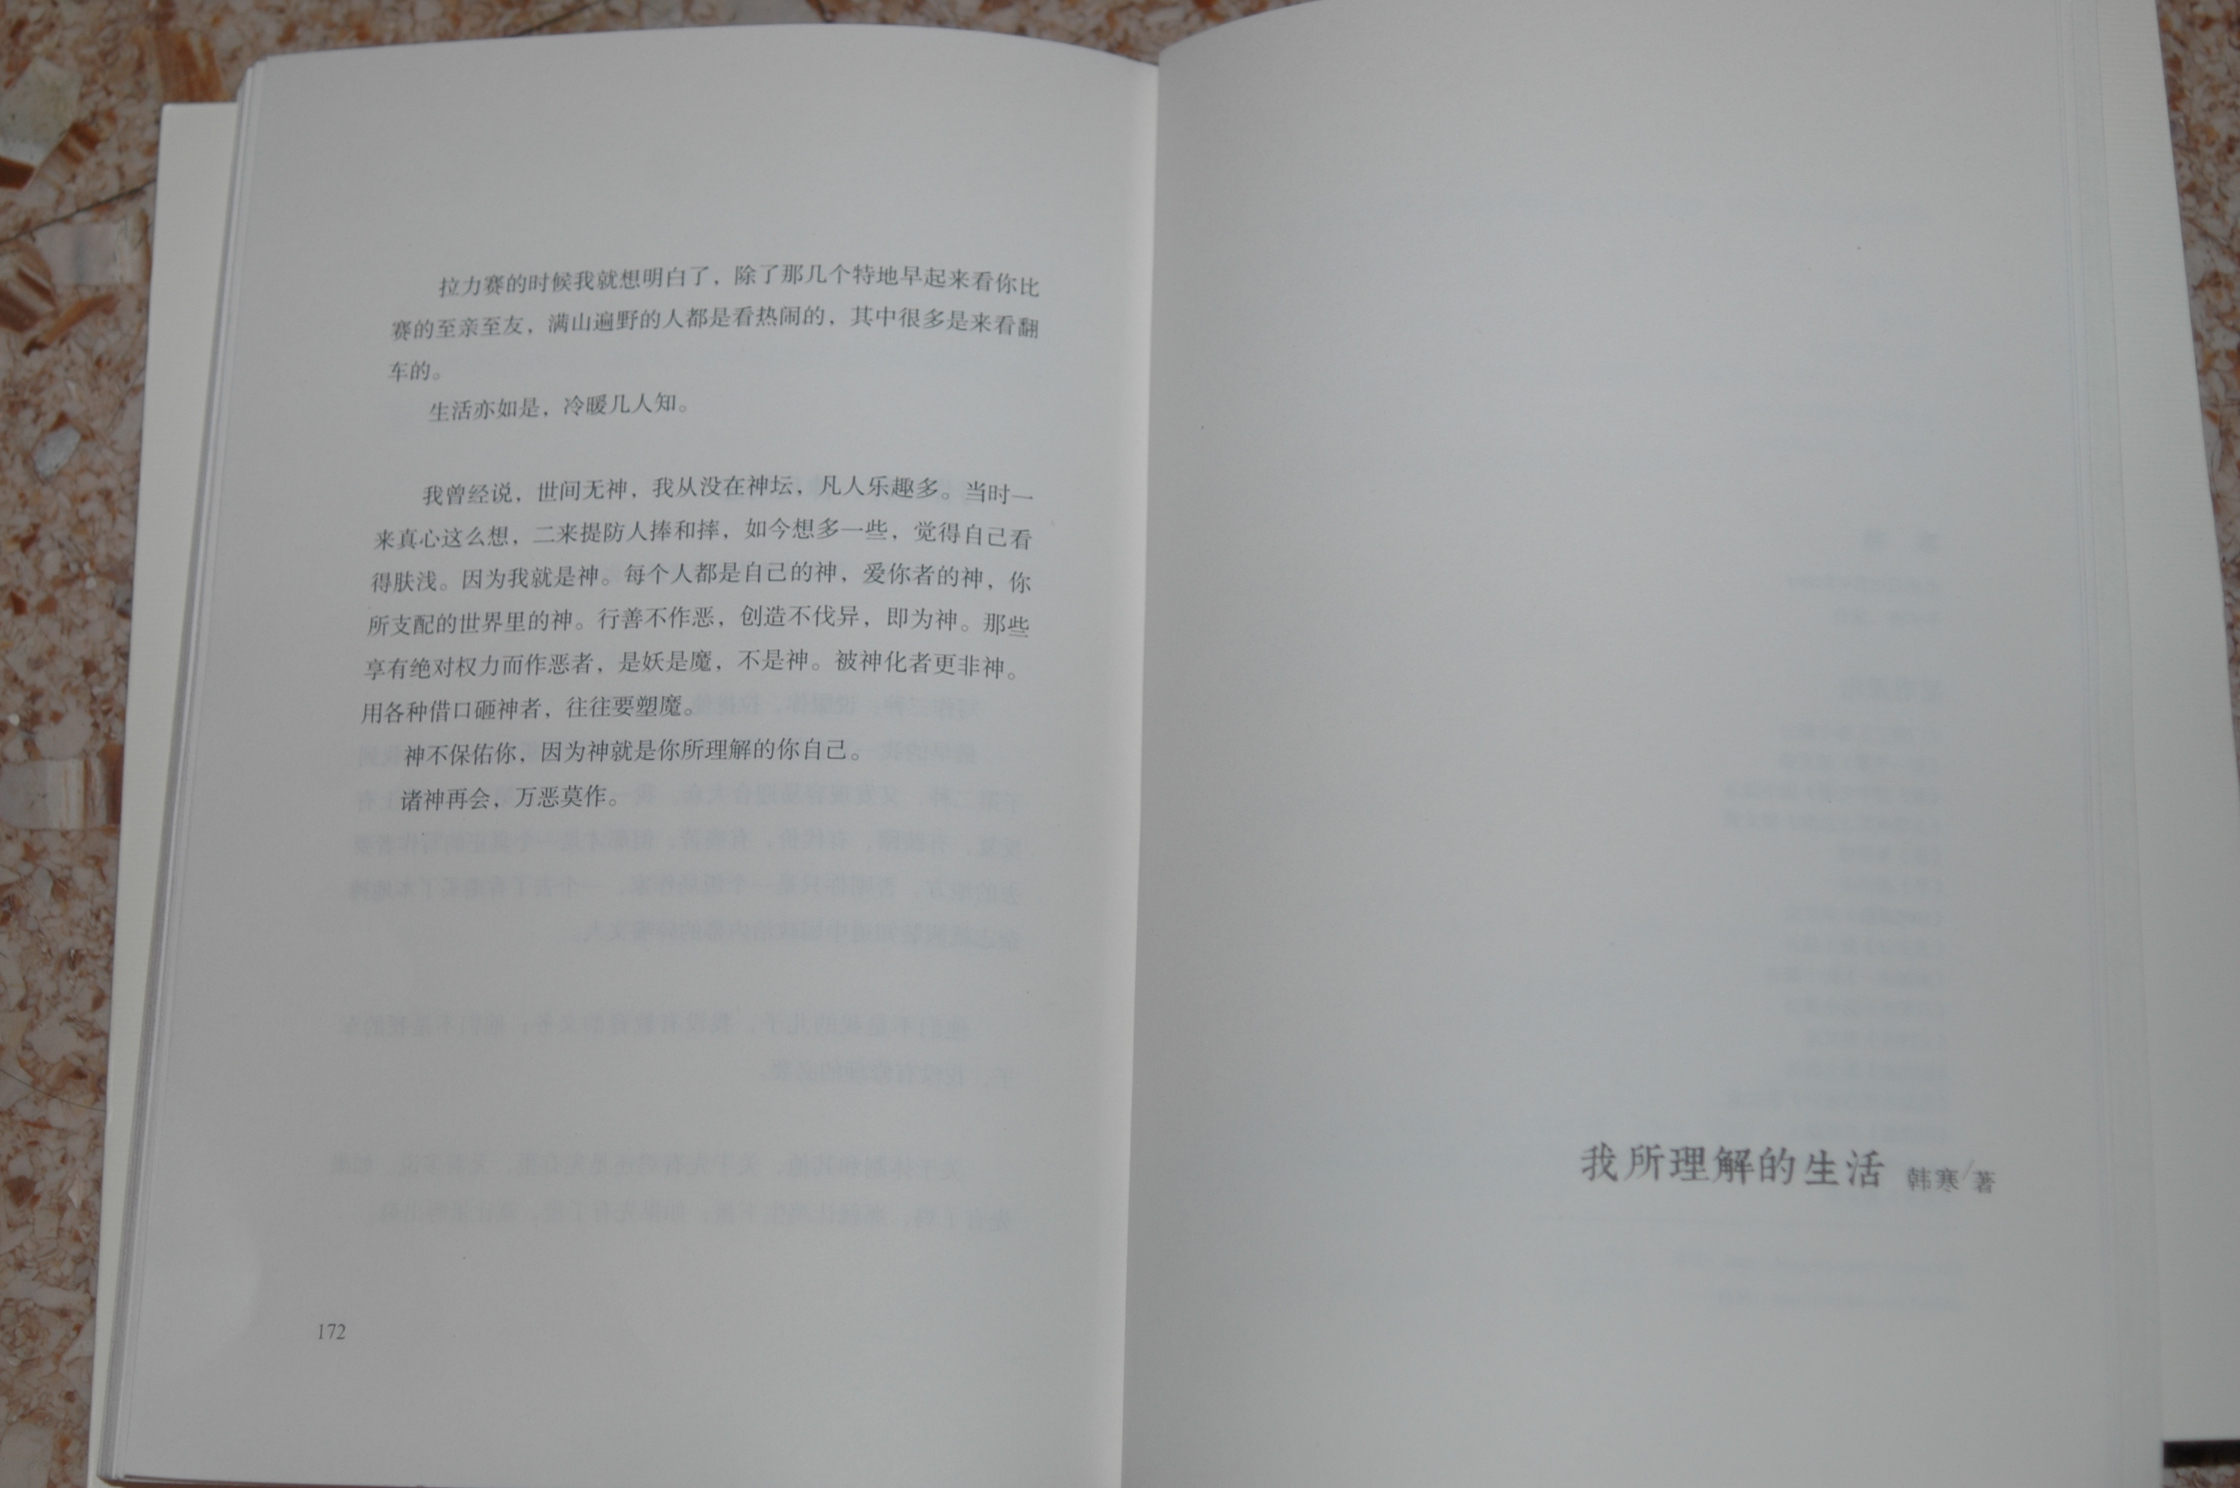 拉力赛的时候我就想明白了，除了那几个特地早起来看你比
赛的至亲至友，满山遍野的人都是看热闹的，其中很多是来看翻
车的。
生活亦如是，冷暖几人知。
我曾经说，世间无神，我从没在神坛，凡人乐趣多。当时一
来真心这么想，二来提防人捧和摔，如今想多一些，觉得自己看
得肤浅。因为我就是神。每个人都是自己的神，爱你者的神，你
所支配的世界里的神。行善不作恶，创造不伐异，即为神。那些
享有绝对权力而作恶者，是妖是魔，不是神。被神化者更非神。
用各种借口砸神者，往往要塑魔。
神不保佑你，因为神就是你所理解的你自己。
诸神再会，万恶莫作。
172
我所理解的生活 韩寒/著